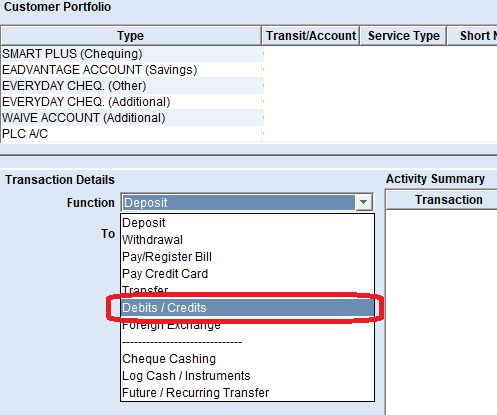 Customer Portfolio
Type Transit/Account Service Type Short N
SMART PLUS (Chequing)
EADVANTAGE ACCOUNT (Savings)
EVERYDAY CHEQ. (Other)
EVERYDAY CHEQ. (Additional)
WAIVE ACCOUNT (Additional)
PLC A/C
Transaction Details Activity Summary
Function Deposit Transaction
To Deposit
Withdrawal
Pay/Register Bill
Pay Credit Card
Transfer
Debits / Credits
Foreign Exchange
------------------------------
Cheque Cashing
Log Cash / Instruments
Future / Recurring Transfer